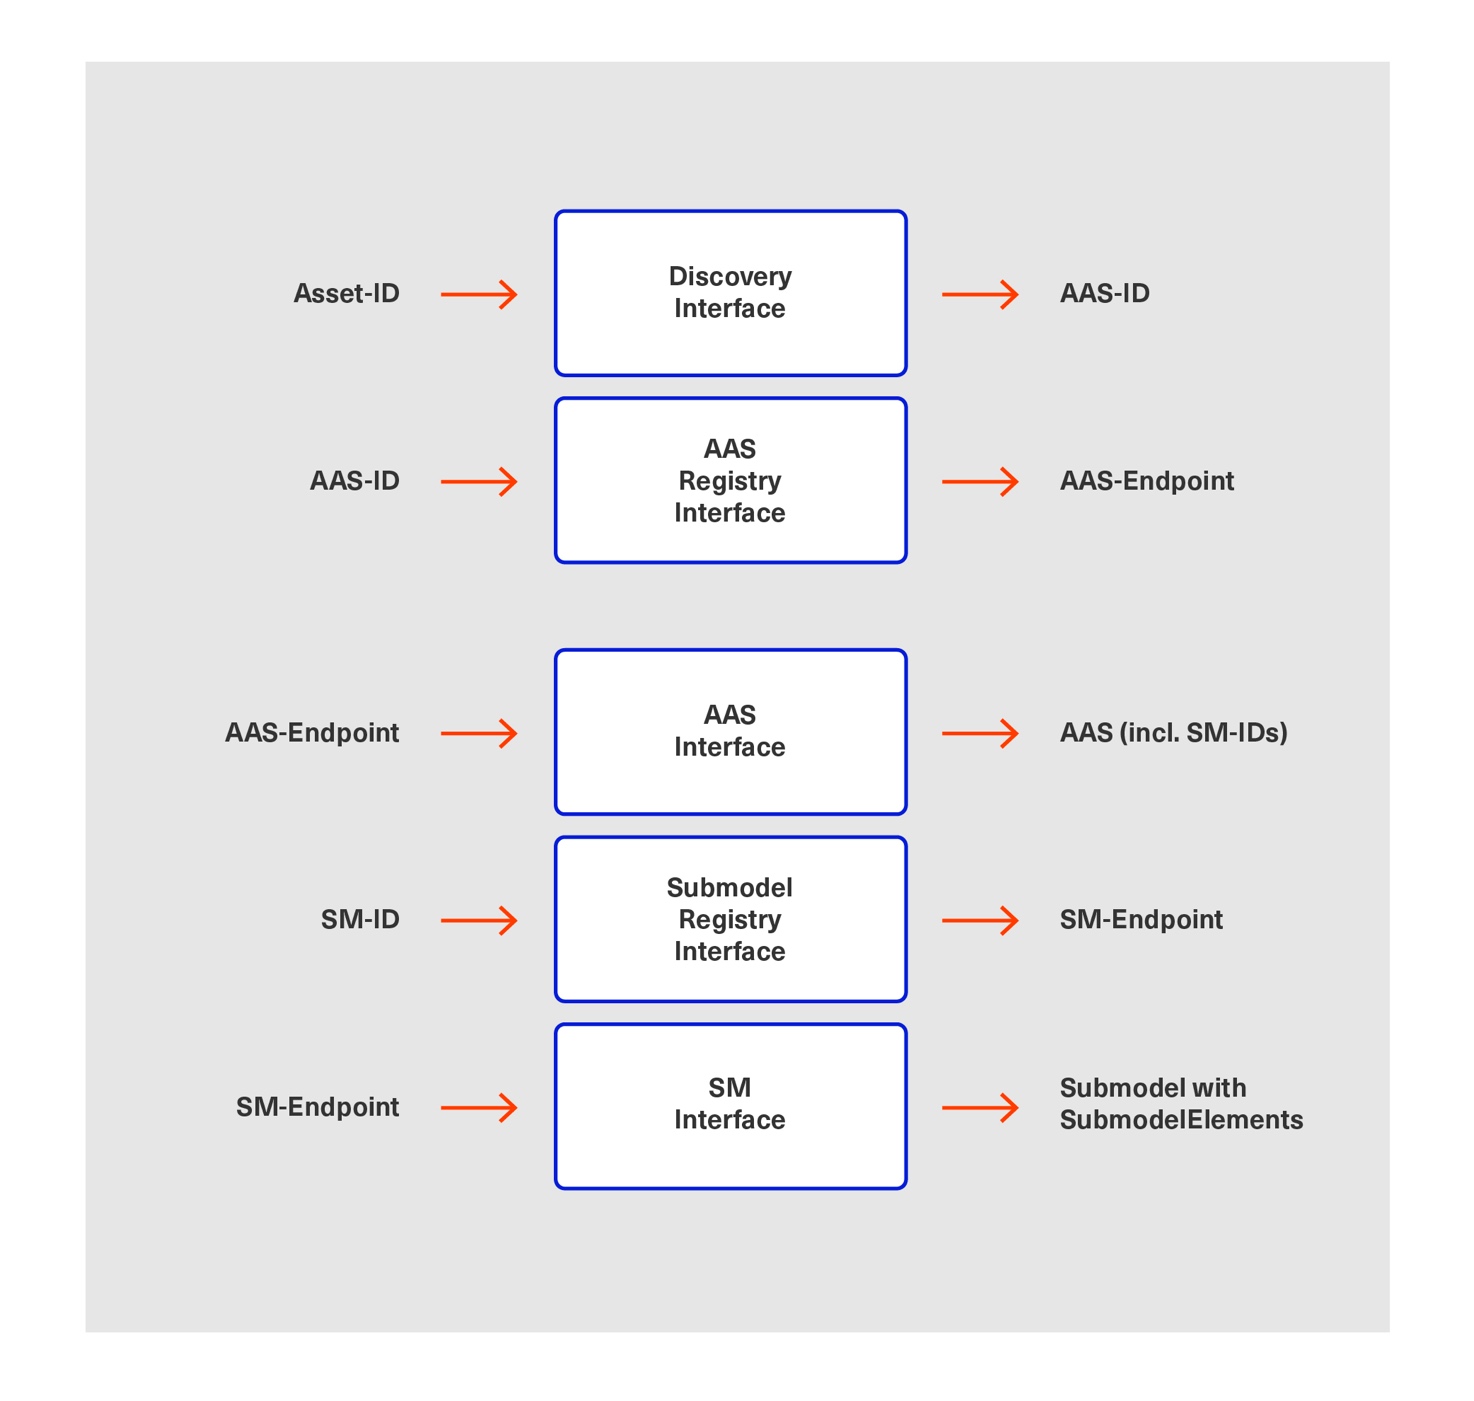 Asset-ID
Discovery
Interface
AAS-ID
AAS-ID
AAS
Registry
Interface
AAS-Endpoint
AAS-Endpoint
AAS
Interface
AAS (incl. SM-IDs)
SM-ID
Submodel
Registry
Interface
SM-Endpoint
SM-Endpoint
SM
Interface
Submodel with
SubmodelElements